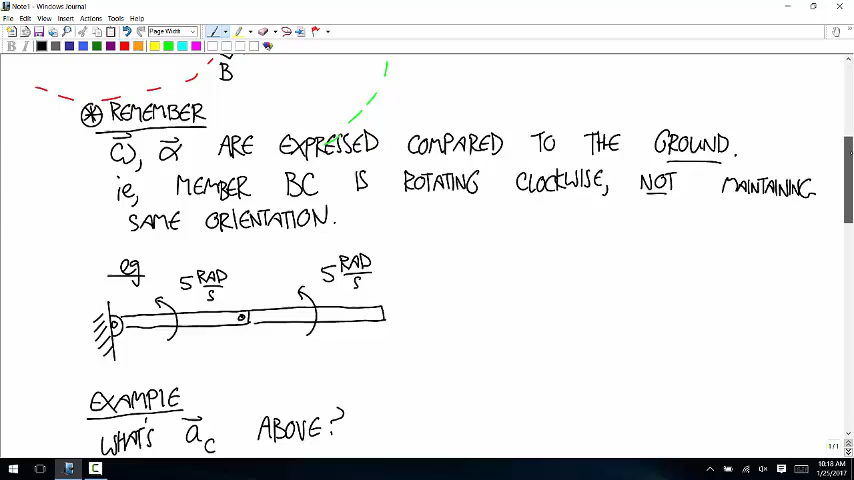 Note1 - Windows Journal
File Edit View Insert Actions Tools Help
Page Width
B I
B
⊛ REMEMBER
ω, α ARE EXPRESSED COMPARED TO THE GROUND.
ie, MEMBER BC IS ROTATING CLOCKWISE, NOT MAINTAINING
SAME ORIENTATION.
eg
5 RAD/S 5 RAD/S
EXAMPLE
WHAT'S a⃗C ABOVE?
1/1
10:18 AM
1/25/2017